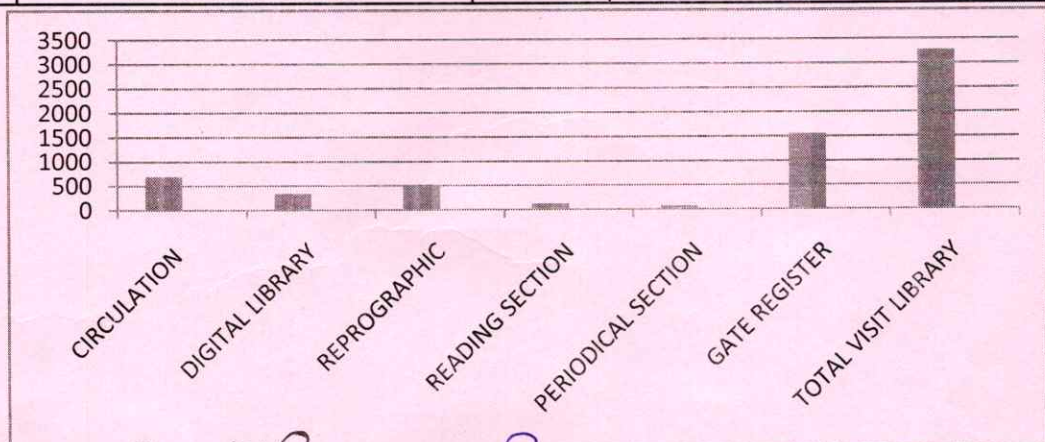 3500
3000
2500
2000
1500
1000
500
0
CIRCULATION
DIGITAL LIBRARY
REPROGRAPHIC
READING SECTION
PERIODICAL SECTION
GATE REGISTER
TOTAL VISIT LIBRARY